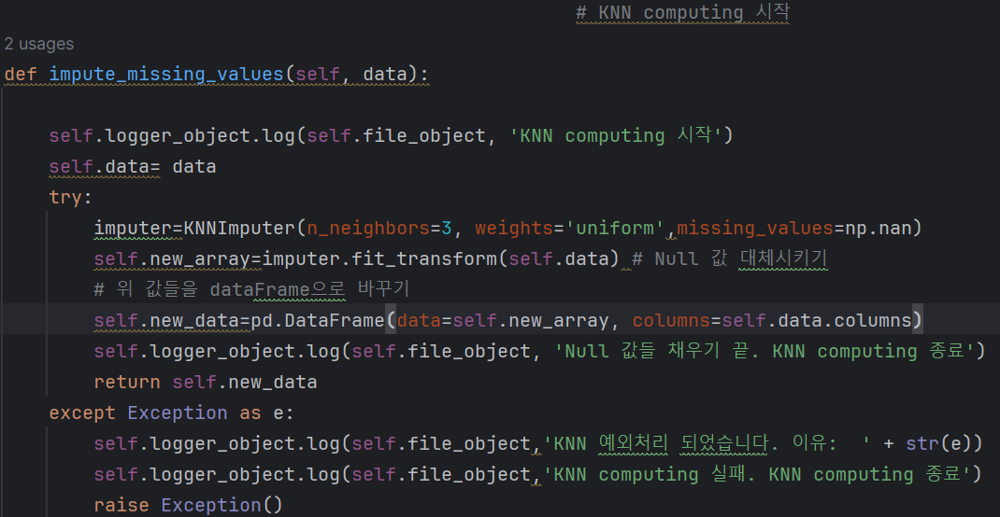 # KNN computing 시작
2 usages
def impute_missing_values(self, data):
self.logger_object.log(self.file_object, 'KNN computing 시작')
self.data= data
try:
imputer=KNNImputer(n_neighbors=3, weights='uniform',missing_values=np.nan)
self.new_array=imputer.fit_transform(self.data) # Null 값 대체시키기
# 위 값들을 dataFrame으로 바꾸기
self.new_data=pd.DataFrame(data=self.new_array, columns=self.data.columns)
self.logger_object.log(self.file_object, 'Null 값들 채우기 끝. KNN computing 종료')
return self.new_data
except Exception as e:
self.logger_object.log(self.file_object,'KNN 예외처리 되었습니다. 이유:  ' + str(e))
self.logger_object.log(self.file_object,'KNN computing 실패. KNN computing 종료')
raise Exception()